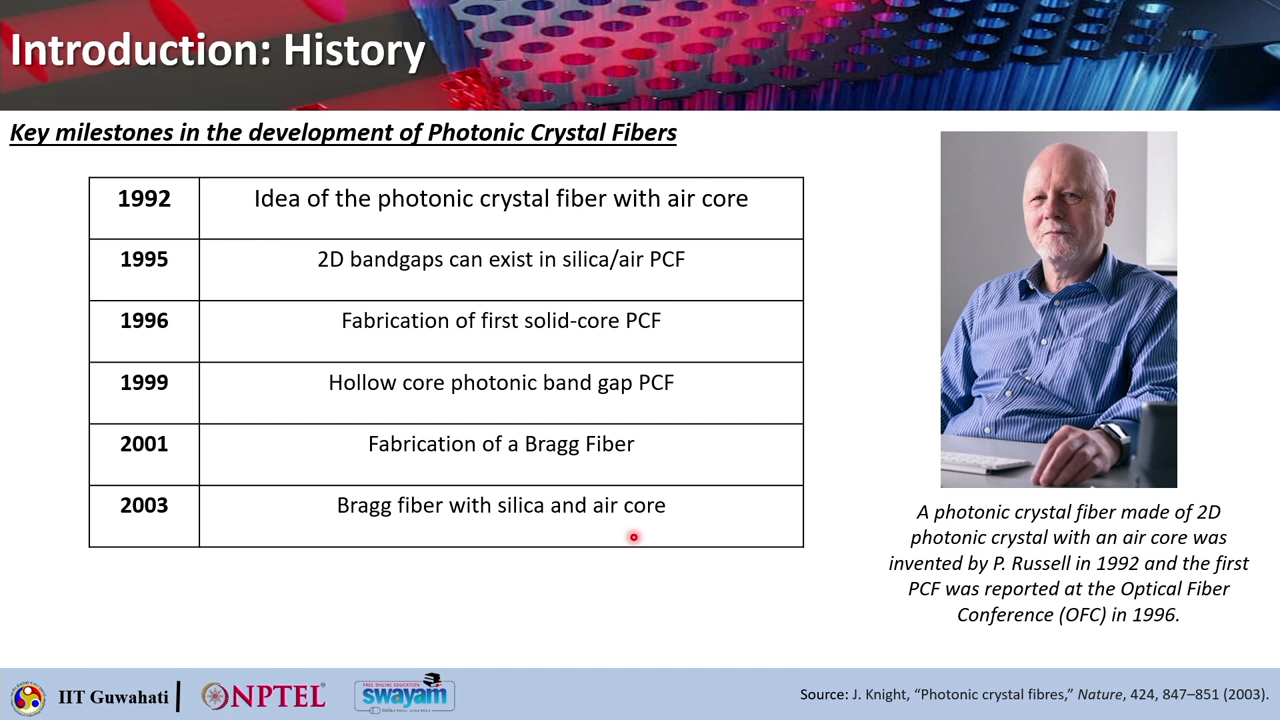 Introduction: History
Key milestones in the development of Photonic Crystal Fibers
1992 Idea of the photonic crystal fiber with air core
1995 2D bandgaps can exist in silica/air PCF
1996 Fabrication of first solid-core PCF
1999 Hollow core photonic band gap PCF
2001 Fabrication of a Bragg Fiber
2003 Bragg fiber with silica and air core
A photonic crystal fiber made of 2D
photonic crystal with an air core was
invented by P. Russell in 1992 and the first
PCF was reported at the Optical Fiber
Conference (OFC) in 1996.
IIT Guwahati
NPTEL
FREE ONLINE EDUCATION
swayam
Source: J. Knight, “Photonic crystal fibres,” Nature, 424, 847–851 (2003).